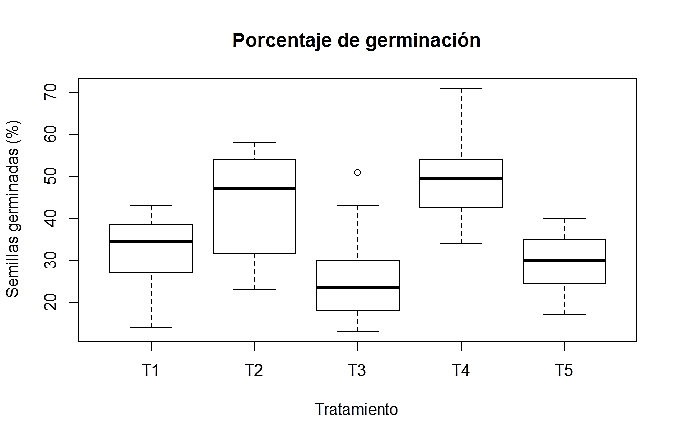 Porcentaje de germinación
Semillas germinadas (%)
70
60
50
40
30
20
T1 T2 T3 T4 T5
Tratamiento